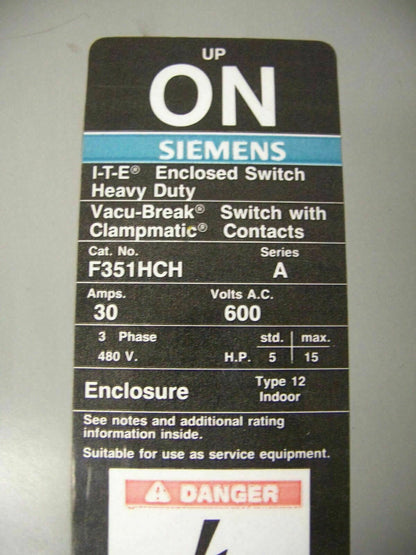 UP
ON
SIEMENS
I-T-E® Enclosed Switch
Heavy Duty
Vacu-Break® Switch with
Clampmatic® Contacts
Cat. No. Series
F351HCH A
Amps. Volts A.C.
30 600
3 Phase std. max.
480 V. H.P. 5 15
Enclosure Type 12
Indoor
See notes and additional rating
information inside.
Suitable for use as service equipment.
DANGER